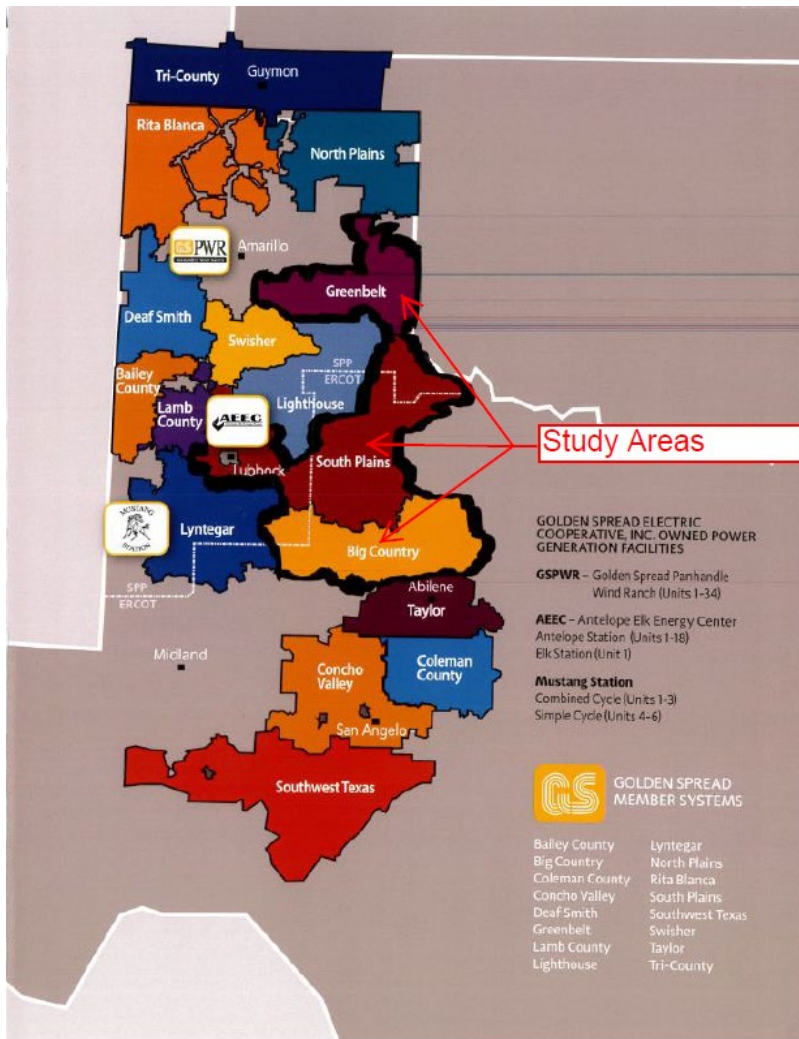 Tri-County
Guymon
Rita Blanca
North Plains
GS PWR
Amarillo
Greenbelt
Deaf Smith
Swisher
SPP
ERCOT
Bailey
County
Lighthouse
Lamb
County
AEEC
Study Areas
South Plains
Lubbock
MUSTANG
STATION
Lyntegar
Big Country
SPP
ERCOT
Abilene
Taylor
Midland
Coleman
County
Concho
Valley
San Angelo
Southwest Texas
GOLDEN SPREAD ELECTRIC
COOPERATIVE, INC. OWNED POWER
GENERATION FACILITIES
GSPWR – Golden Spread Panhandle
Wind Ranch (Units 1-34)
AEEC – Antelope Elk Energy Center
Antelope Station (Units 1-18)
Elk Station (Unit 1)
Mustang Station
Combined Cycle (Units 1-3)
Simple Cycle (Units 4-6)
GS
GOLDEN SPREAD
MEMBER SYSTEMS
Bailey County
Big Country
Coleman County
Concho Valley
Deaf Smith
Greenbelt
Lamb County
Lighthouse
Lyntegar
North Plains
Rita Blanca
South Plains
Southwest Texas
Swisher
Taylor
Tri-County